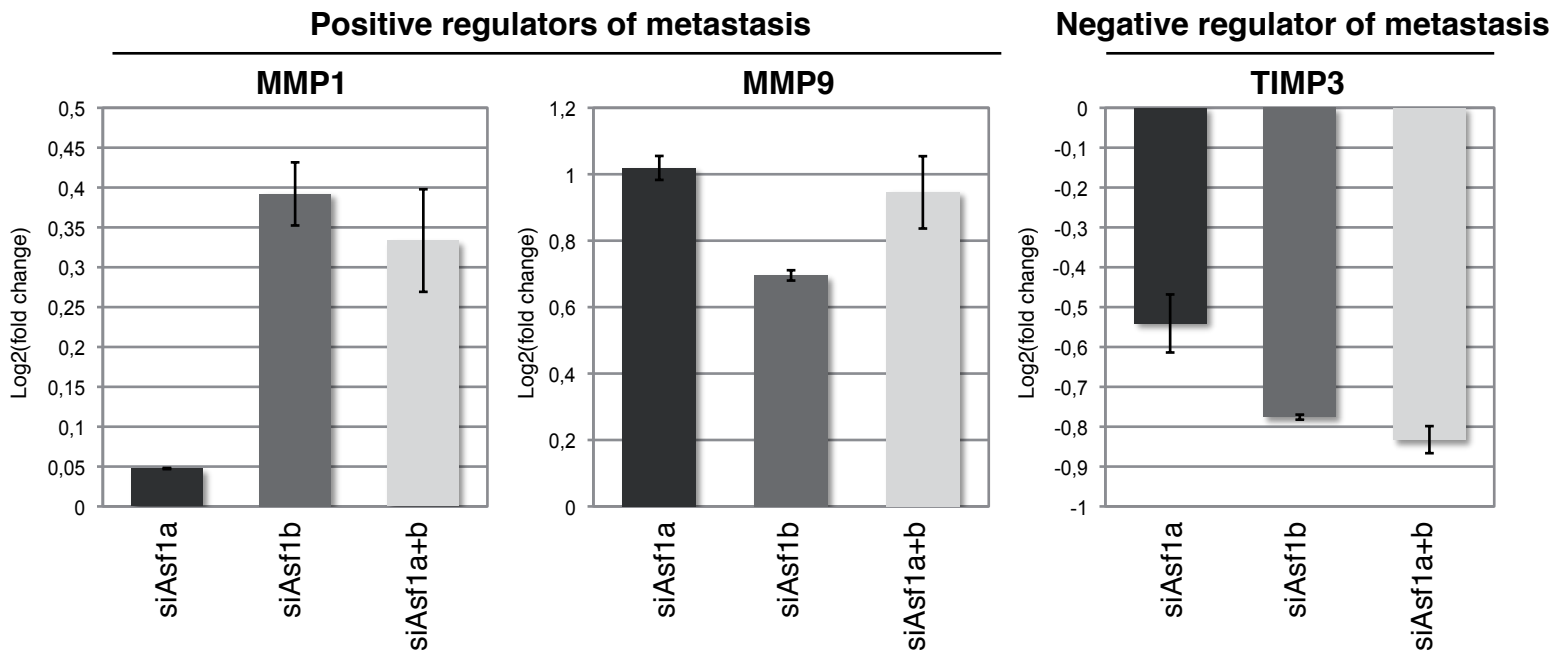 Positive regulators of metastasis
Negative regulator of metastasis
MMP1
MMP9
TIMP3
Log2(fold change)
0,5
0,45
0,4
0,35
0,3
0,25
0,2
0,15
0,1
0,05
0
siAsf1a
siAsf1b
siAsf1a+b
Log2(fold change)
1,2
1
0,8
0,6
0,4
0,2
0
siAsf1a
siAsf1b
siAsf1a+b
Log2(fold change)
0
-0,1
-0,2
-0,3
-0,4
-0,5
-0,6
-0,7
-0,8
-0,9
-1
siAsf1a
siAsf1b
siAsf1a+b